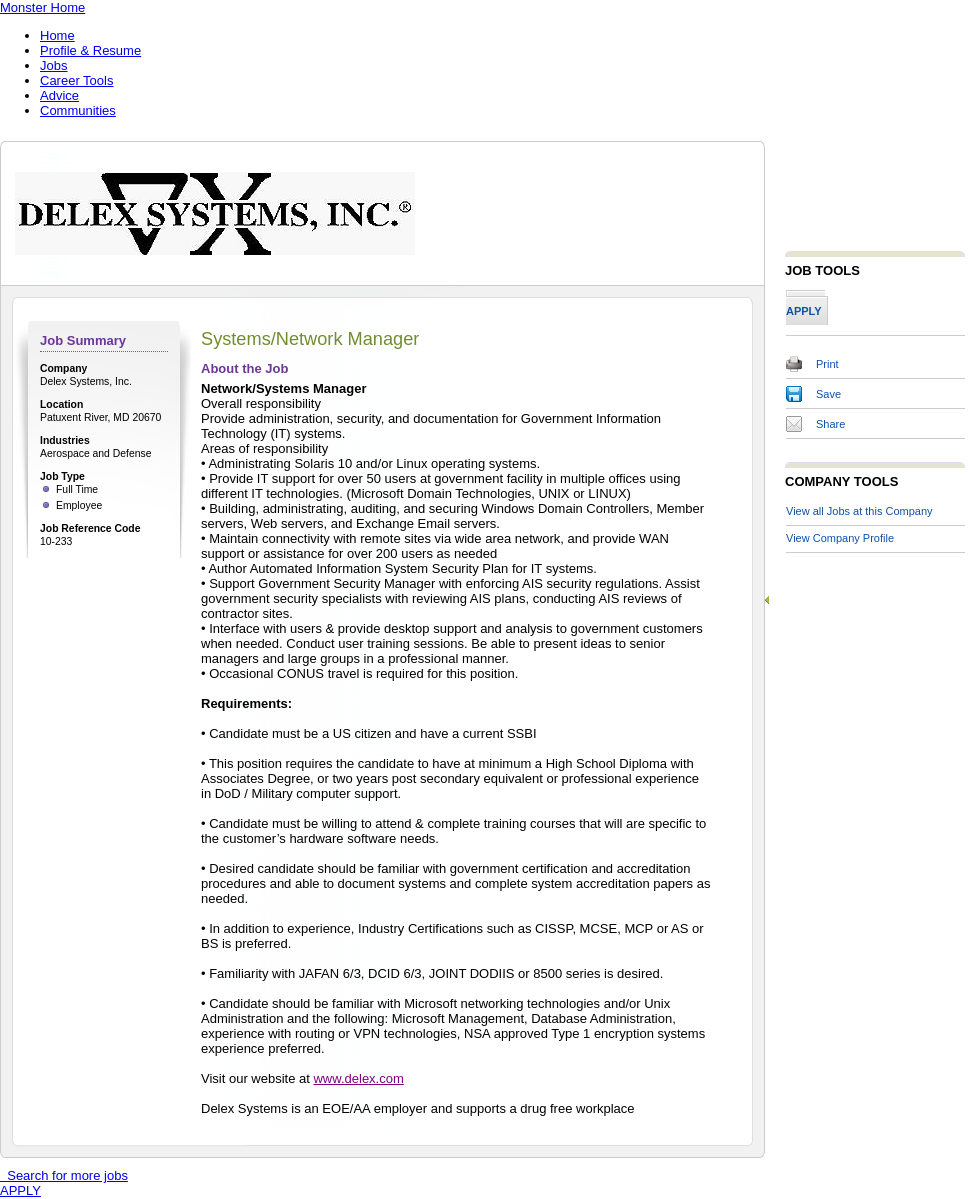 Monster Home
• Home
• Profile & Resume
• Jobs
• Career Tools
• Advice
• Communities
DELEX SYSTEMS, INC.®
Job Summary
Company
Delex Systems, Inc.
Location
Patuxent River, MD 20670
Industries
Aerospace and Defense
Job Type
Full Time
Employee
Job Reference Code
10-233
Systems/Network Manager
About the Job
Network/Systems Manager
Overall responsibility
Provide administration, security, and documentation for Government Information
Technology (IT) systems.
Areas of responsibility
• Administrating Solaris 10 and/or Linux operating systems.
• Provide IT support for over 50 users at government facility in multiple offices using
different IT technologies. (Microsoft Domain Technologies, UNIX or LINUX)
• Building, administrating, auditing, and securing Windows Domain Controllers, Member
servers, Web servers, and Exchange Email servers.
• Maintain connectivity with remote sites via wide area network, and provide WAN
support or assistance for over 200 users as needed
• Author Automated Information System Security Plan for IT systems.
• Support Government Security Manager with enforcing AIS security regulations. Assist
government security specialists with reviewing AIS plans, conducting AIS reviews of
contractor sites.
• Interface with users & provide desktop support and analysis to government customers
when needed. Conduct user training sessions. Be able to present ideas to senior
managers and large groups in a professional manner.
• Occasional CONUS travel is required for this position.
Requirements:
• Candidate must be a US citizen and have a current SSBI
• This position requires the candidate to have at minimum a High School Diploma with
Associates Degree, or two years post secondary equivalent or professional experience
in DoD / Military computer support.
• Candidate must be willing to attend & complete training courses that will are specific to
the customer’s hardware software needs.
• Desired candidate should be familiar with government certification and accreditation
procedures and able to document systems and complete system accreditation papers as
needed.
• In addition to experience, Industry Certifications such as CISSP, MCSE, MCP or AS or
BS is preferred.
• Familiarity with JAFAN 6/3, DCID 6/3, JOINT DODIIS or 8500 series is desired.
• Candidate should be familiar with Microsoft networking technologies and/or Unix
Administration and the following: Microsoft Management, Database Administration,
experience with routing or VPN technologies, NSA approved Type 1 encryption systems
experience preferred.
Visit our website at www.delex.com
Delex Systems is an EOE/AA employer and supports a drug free workplace
JOB TOOLS
APPLY
Print
Save
Share
COMPANY TOOLS
View all Jobs at this Company
View Company Profile
Search for more jobs
APPLY